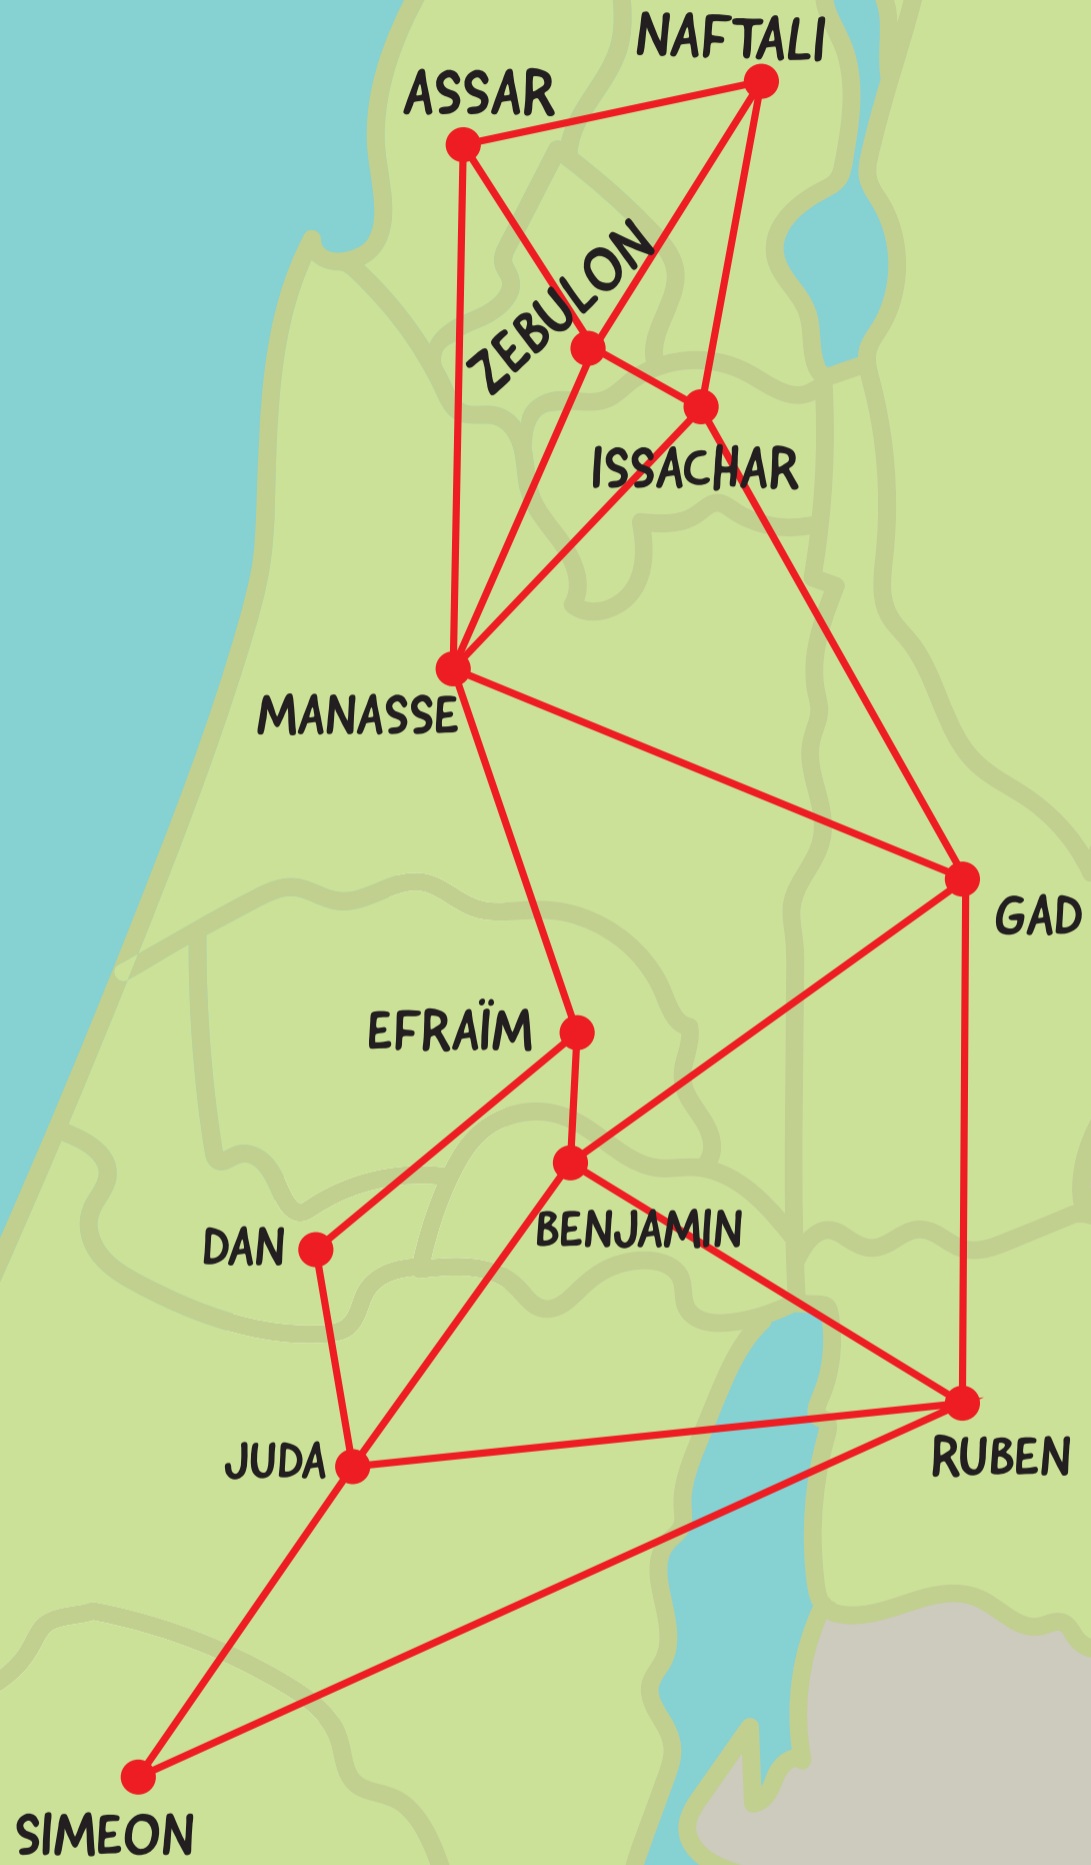 NAFTALI
ASSAR
ZEBULON
ISSACHAR
MANASSE
GAD
EFRAÏM
BENJAMIN
DAN
JUDA
RUBEN
SIMEON